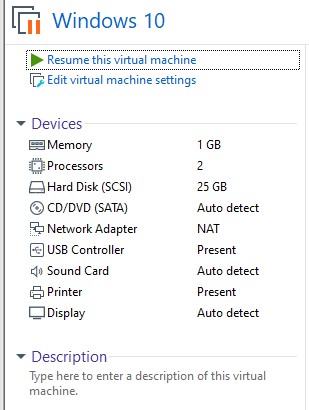 Windows 10
Resume this virtual machine
Edit virtual machine settings
Devices
Memory 1 GB
Processors 2
Hard Disk (SCSI) 25 GB
CD/DVD (SATA) Auto detect
Network Adapter NAT
USB Controller Present
Sound Card Auto detect
Printer Present
Display Auto detect
Description
Type here to enter a description of this virtual
machine.